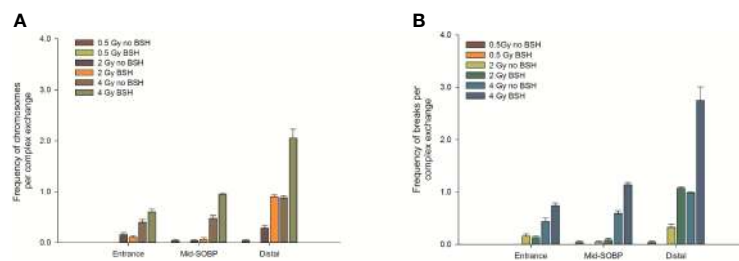 A
Frequency of chromosomes
per complex exchange
4.0
3.0
2.0
1.0
0.0
0.5 Gy no BSH
0.5 Gy BSH
2 Gy no BSH
2 Gy BSH
4 Gy no BSH
4 Gy BSH
Entrance
Mid-SOBP
Distal
B
Frequency of breaks per
complex exchange
4.0
3.0
2.0
1.0
0.0
0.5Gy no BSH
0.5 Gy BSH
2 Gy no BSH
2 Gy BSH
4 Gy no BSH
4 Gy BSH
Entrance
Mid-SOBP
Distal